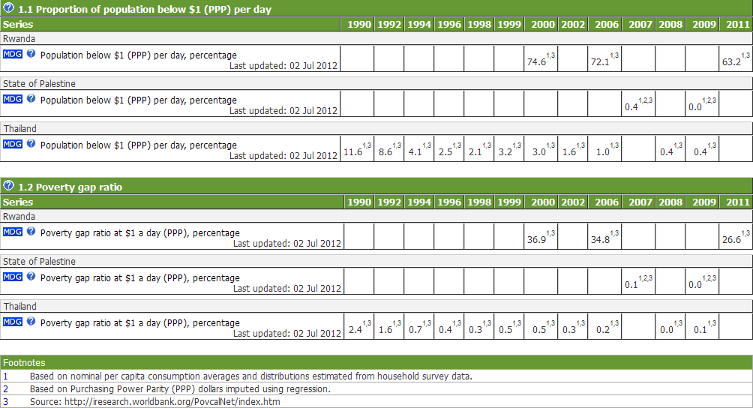 1.1 Proportion of population below $1 (PPP) per day
Series 1990 1992 1994 1996 1998 1999 2000 2002 2006 2007 2008 2009 2011
Rwanda
MDG ? Population below $1 (PPP) per day, percentage 74.6 1,3 72.1 1,3 63.2 1,3
Last updated: 02 Jul 2012
State of Palestine
MDG ? Population below $1 (PPP) per day, percentage 0.4 1,2,3 0.0 1,2,3
Last updated: 02 Jul 2012
Thailand
MDG ? Population below $1 (PPP) per day, percentage 11.6 1,3 8.6 1,3 4.1 1,3 2.5 1,3 2.1 1,3 3.2 1,3 3.0 1,3 1.6 1,3 1.0 1,3 0.4 1,3 0.4 1,3
Last updated: 02 Jul 2012
? 1.2 Poverty gap ratio
Series 1990 1992 1994 1996 1998 1999 2000 2002 2006 2007 2008 2009 2011
Rwanda
MDG ? Poverty gap ratio at $1 a day (PPP), percentage 36.9 1,3 34.8 1,3 26.6 1,3
Last updated: 02 Jul 2012
State of Palestine
MDG ? Poverty gap ratio at $1 a day (PPP), percentage 0.1 1,2,3 0.0 1,2,3
Last updated: 02 Jul 2012
Thailand
MDG ? Poverty gap ratio at $1 a day (PPP), percentage 2.4 1,3 1.6 1,3 0.7 1,3 0.4 1,3 0.3 1,3 0.5 1,3 0.5 1,3 0.3 1,3 0.2 1,3 0.0 1,3 0.1 1,3
Last updated: 02 Jul 2012
Footnotes
1 Based on nominal per capita consumption averages and distributions estimated from household survey data.
2 Based on Purchasing Power Parity (PPP) dollars imputed using regression.
3 Source: http://iresearch.worldbank.org/PovcalNet/index.htm